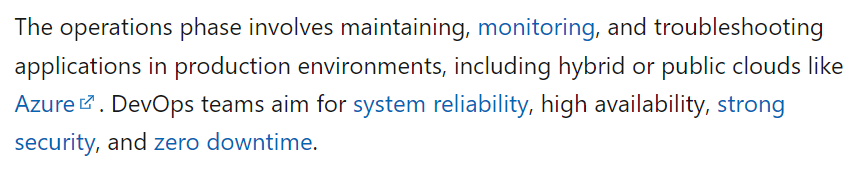 The operations phase involves maintaining, monitoring, and troubleshooting
applications in production environments, including hybrid or public clouds like
Azure. DevOps teams aim for system reliability, high availability, strong
security, and zero downtime.